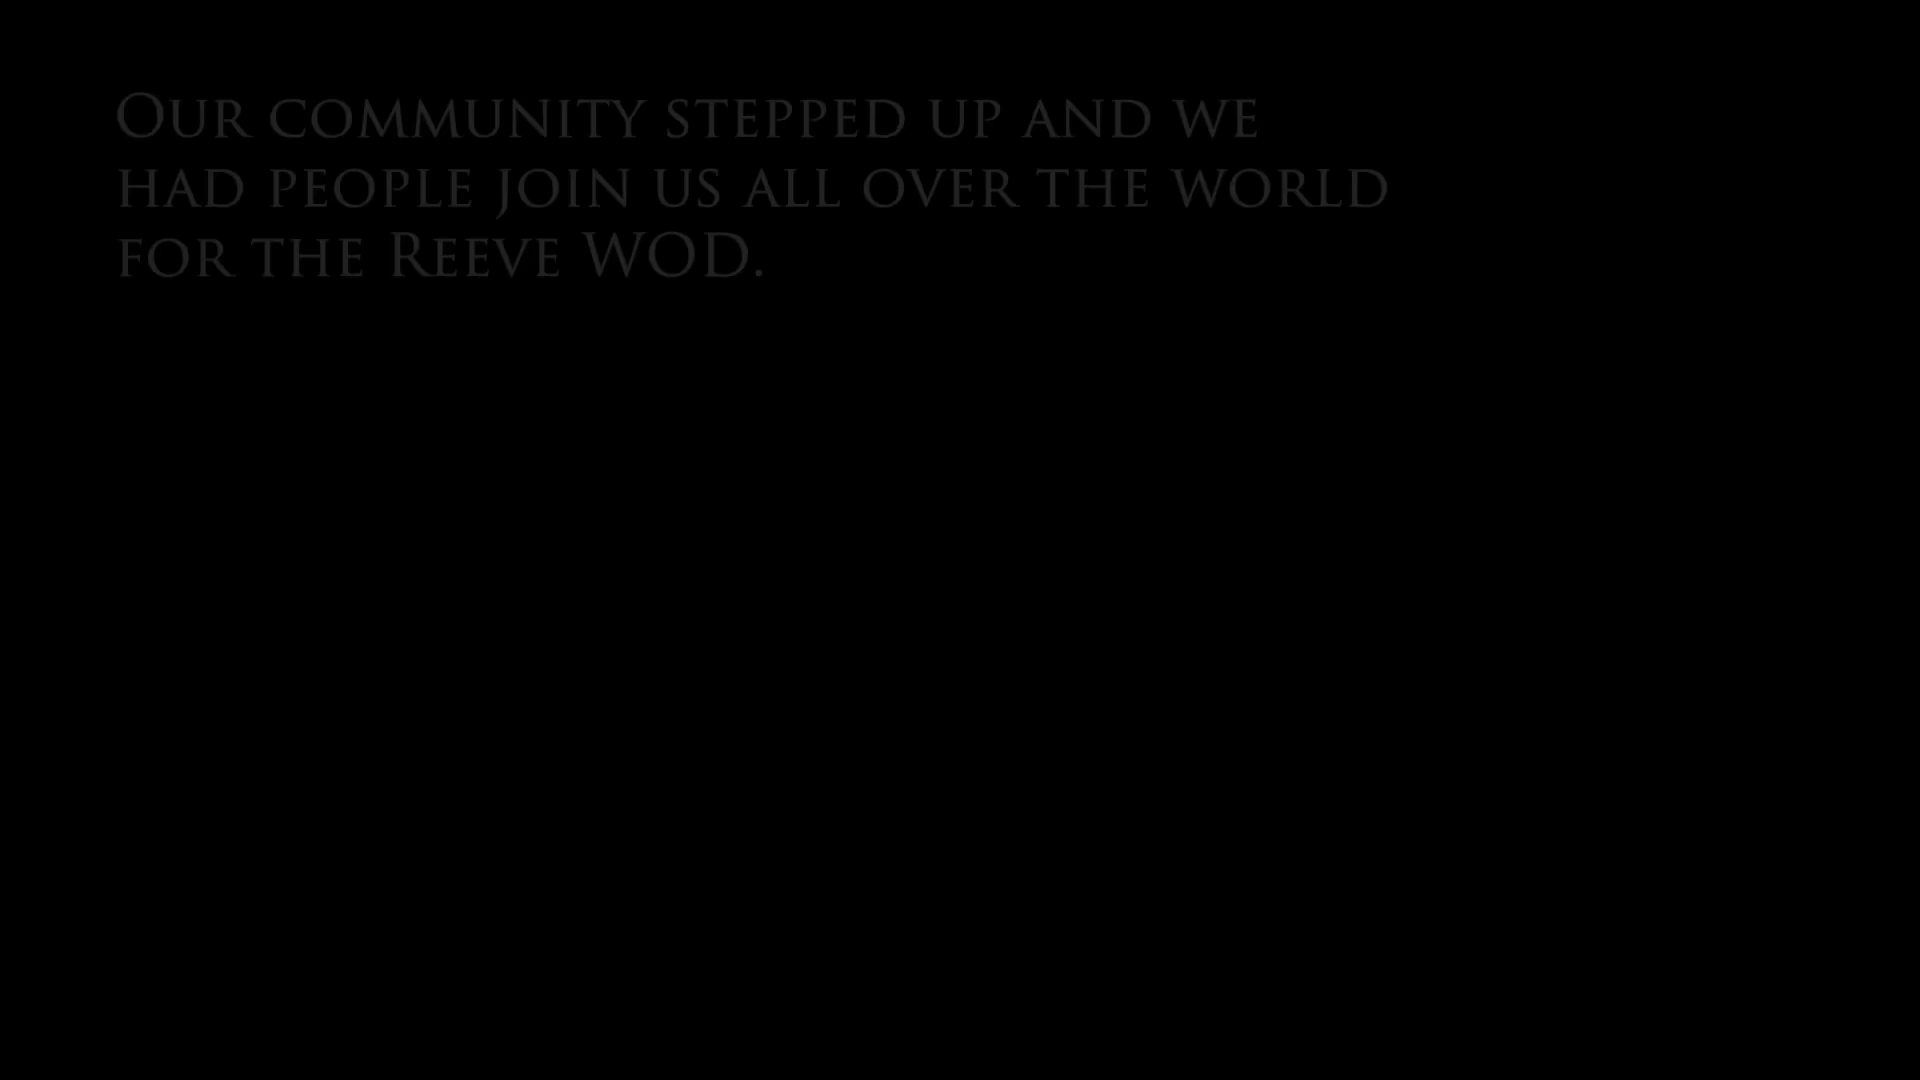 Our community stepped up and we
had people join us all over the world
for the Reeve WOD.